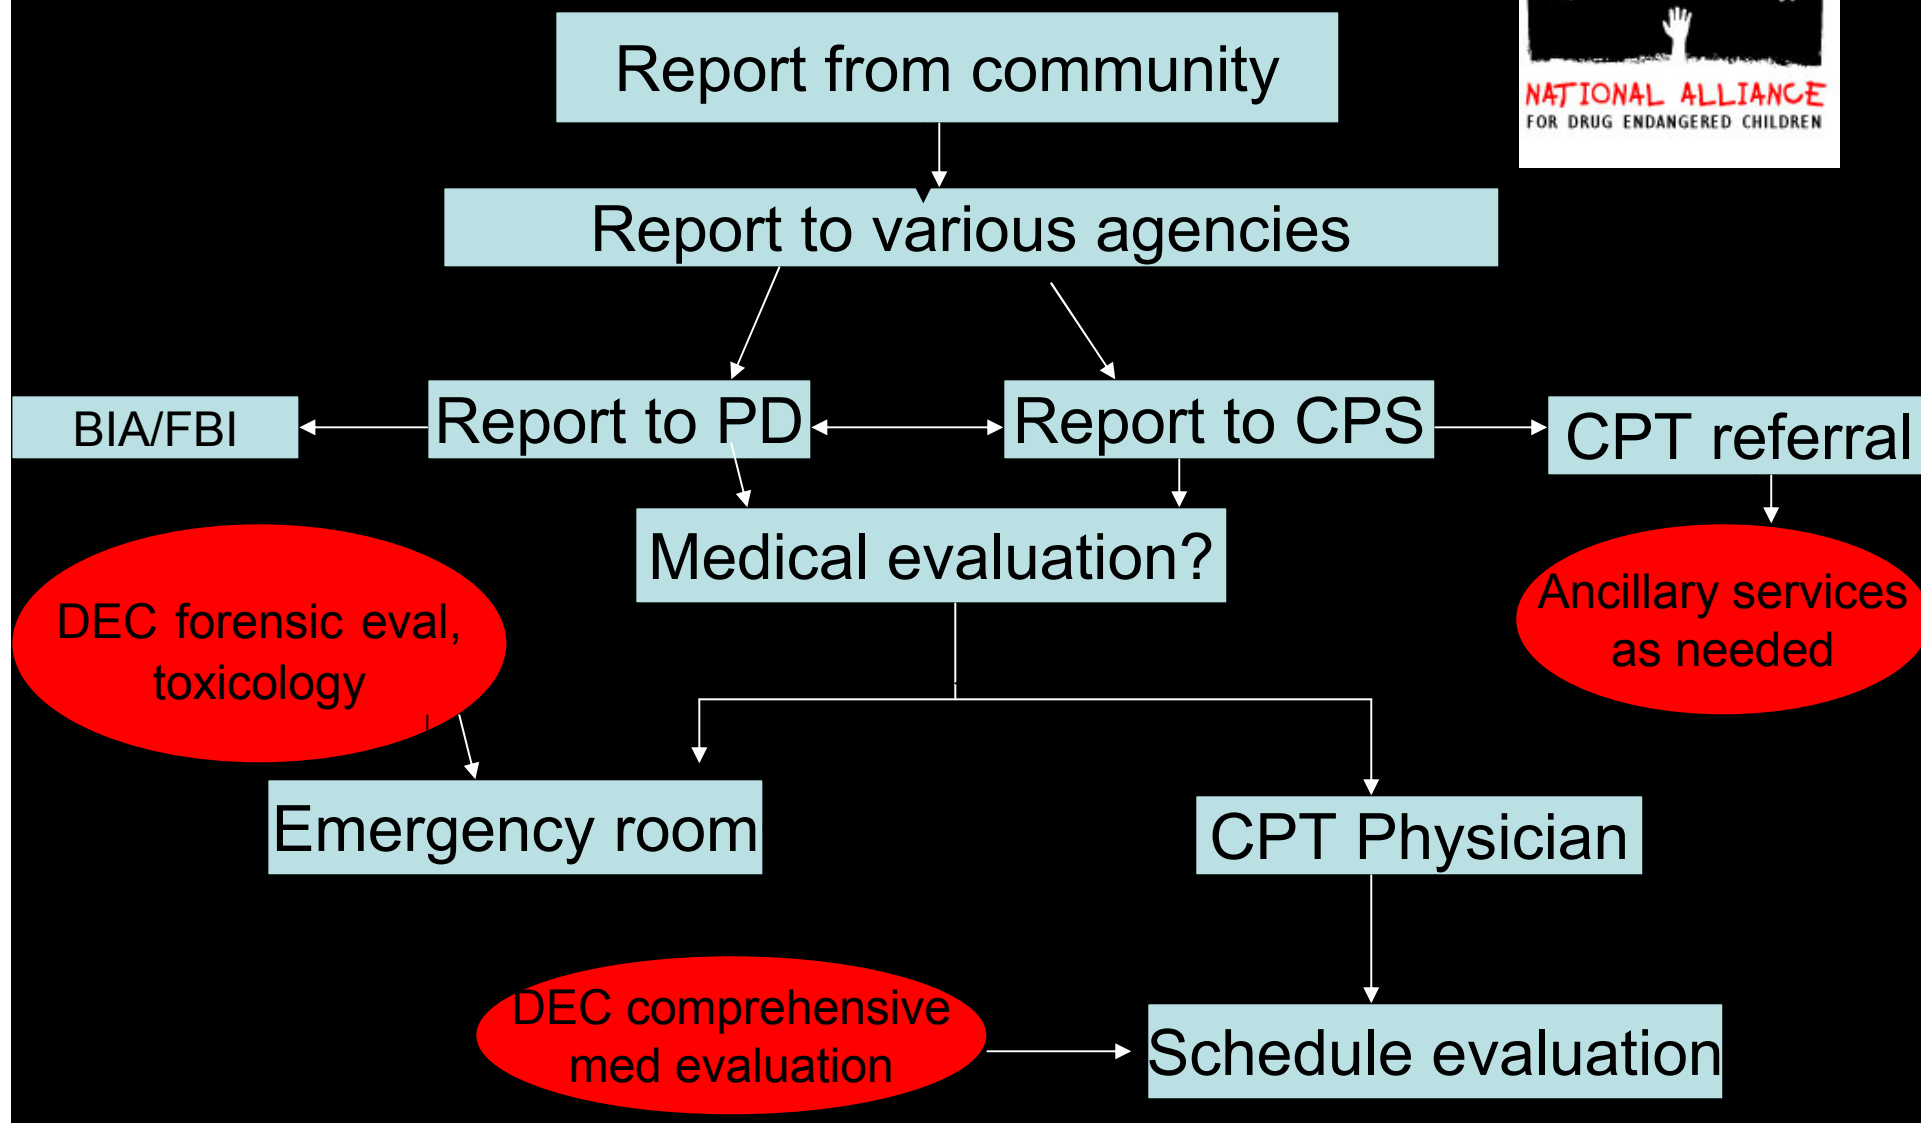 Report from community
NATIONAL ALLIANCE
FOR DRUG ENDANGERED CHILDREN
Report to various agencies
BIA/FBI
Report to PD
Report to CPS
CPT referral
Medical evaluation?
DEC forensic eval,
toxicology
Ancillary services
as needed
Emergency room
CPT Physician
DEC comprehensive
med evaluation
Schedule evaluation